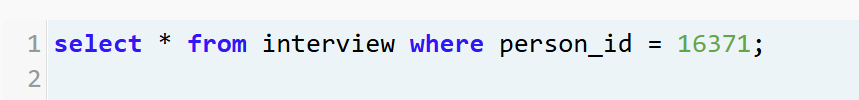 1 select * from interview where person_id = 16371;
2